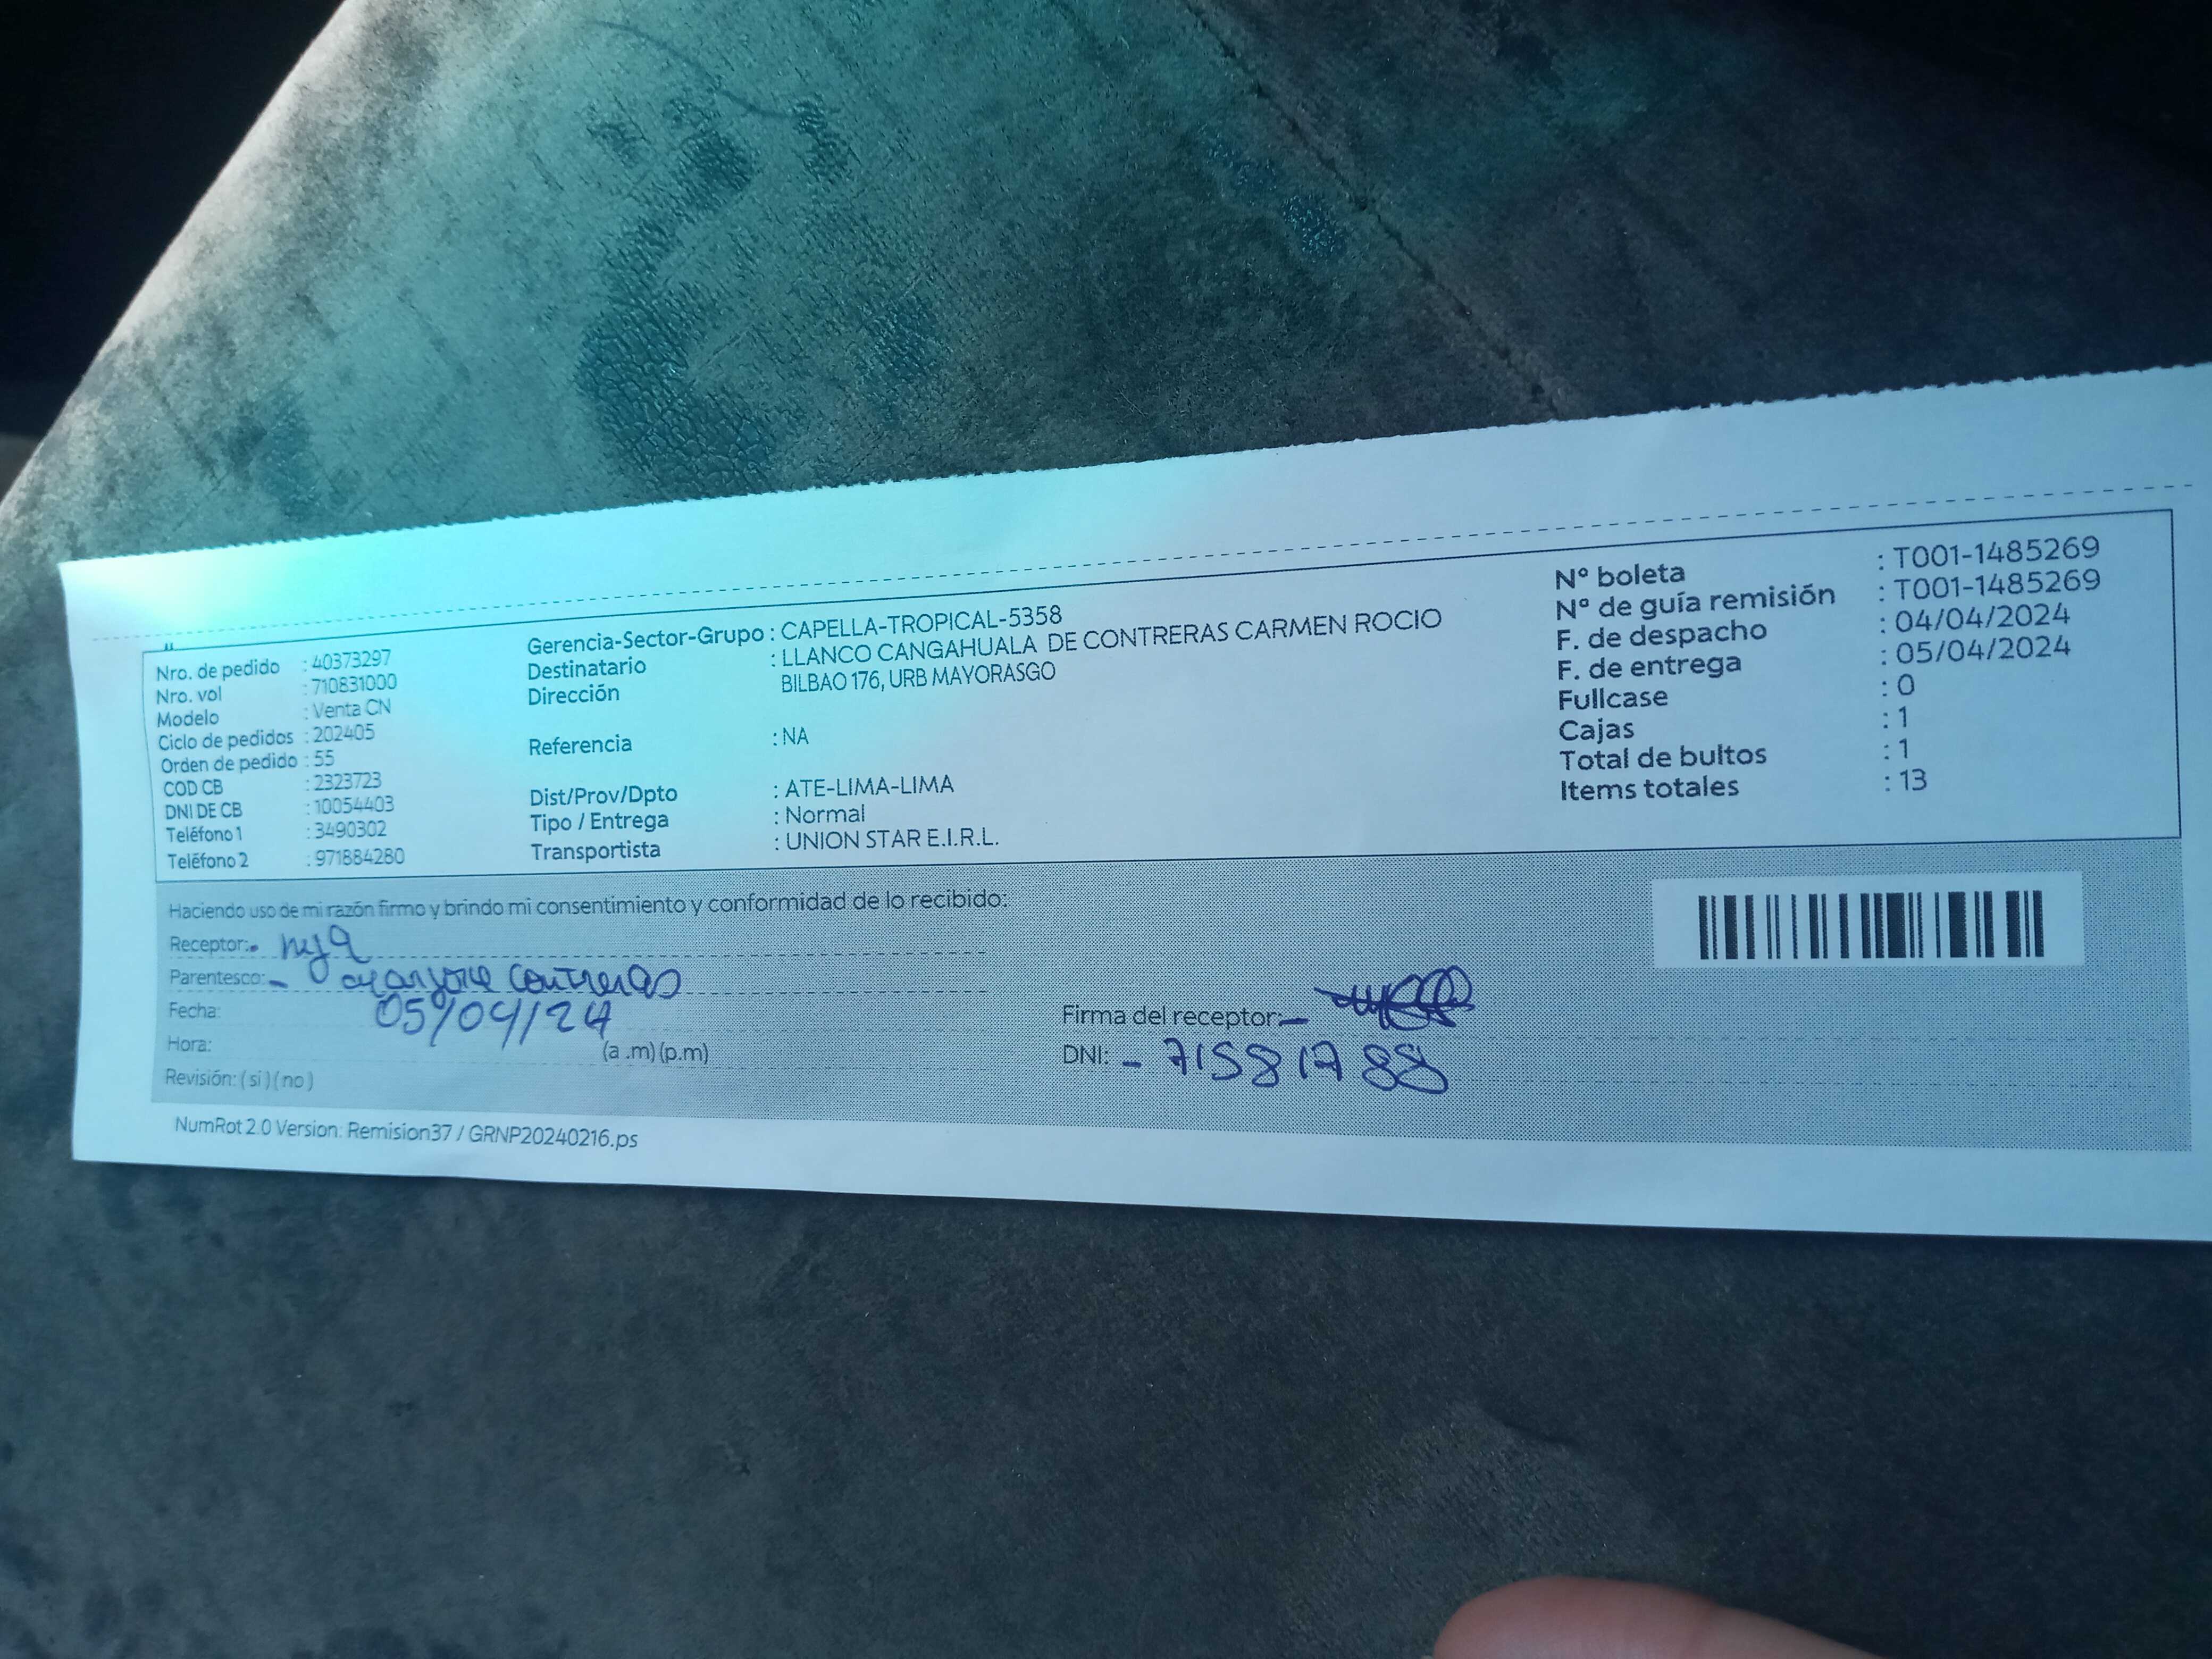 Nro. de pedido : 40373297
Nro. vol : 710831000
Modelo : Venta CN
Ciclo de pedidos : 202405
Orden de pedido : 55
COD CB : 2323723
DNI DE CB : 10054403
Teléfono 1 : 3490302
Teléfono 2 : 971884280
Gerencia-Sector-Grupo : CAPELLA-TROPICAL-5358
Destinatario : LLANCO CANGAHUALA DE CONTRERAS CARMEN ROCIO
Dirección BILBAO 176, URB MAYORASGO
Referencia : NA
Dist/Prov/Dpto : ATE-LIMA-LIMA
Tipo / Entrega : Normal
Transportista : UNION STAR E.I.R.L.
N° boleta : T001-1485269
N° de guía remisión : T001-1485269
F. de despacho : 04/04/2024
F. de entrega : 05/04/2024
Fullcase : 0
Cajas : 1
Total de bultos : 1
Items totales : 13
Haciendo uso de mi razón firmo y brindo mi consentimiento y conformidad de lo recibido:
Receptor:- hija
Parentesco:- contreras
Fecha: 05/04/24
Hora: (a .m) (p.m)
Revisión: ( si ) ( no )
Firma del receptor:-
DNI: - 71581788
NumRot 2.0 Version: Remision37 / GRNP20240216.ps